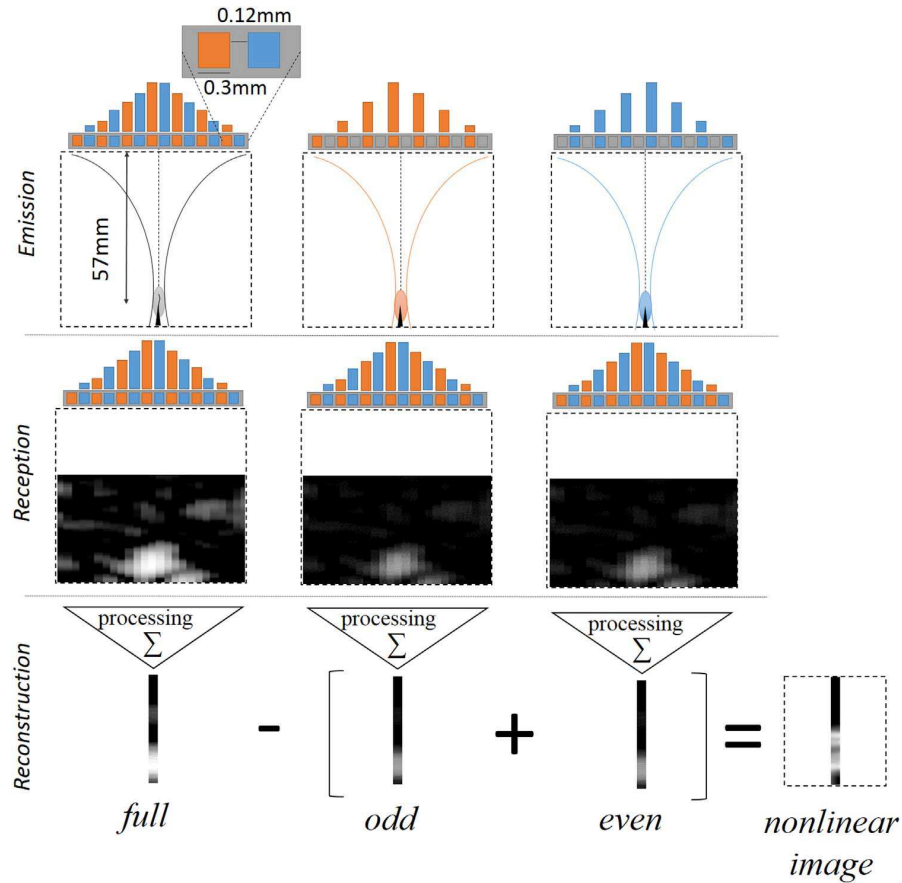 0.12mm
0.3mm
Emission
57mm
Reception
Reconstruction
processing processing processing
∑ ∑ ∑
- + =
full odd even nonlinear
image